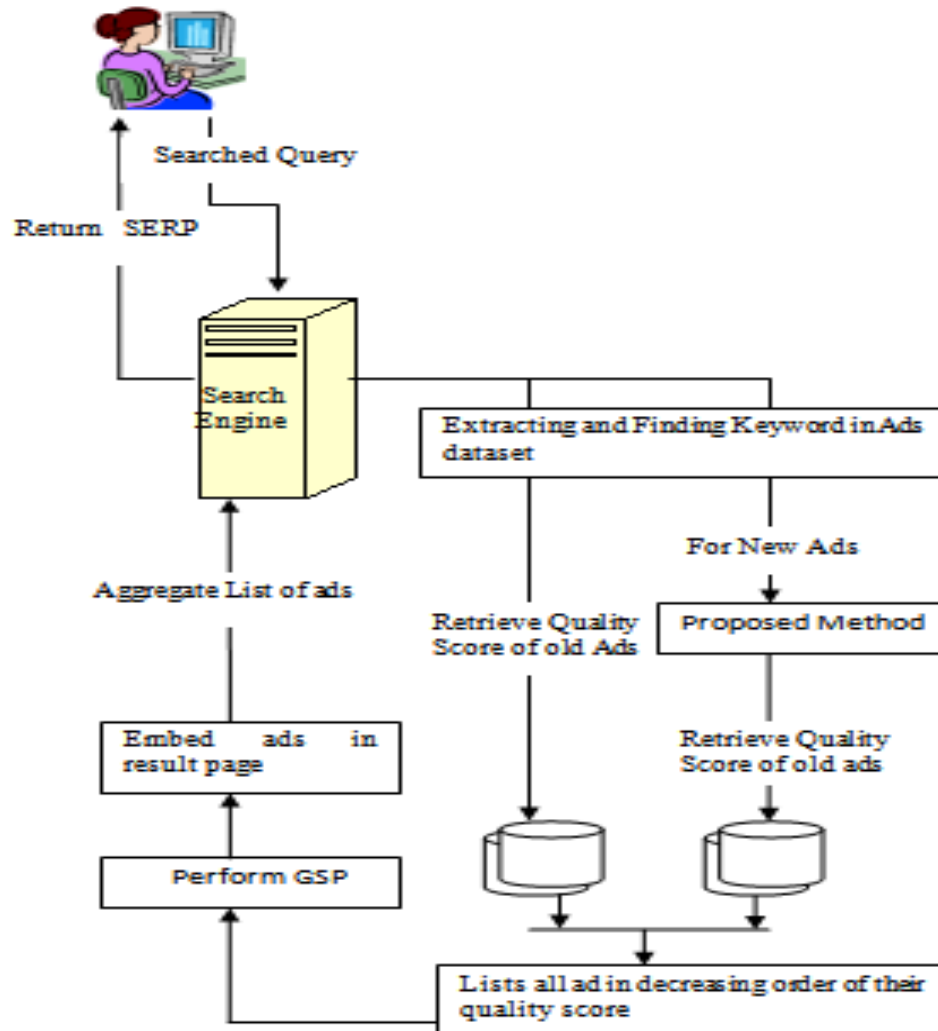 Searched Query
Return SERP
Search
Engine
Extracting and Finding Keyword in Ads
dataset
For New Ads
Aggregate List of ads
Retrieve Quality
Score of old Ads
Proposed Method
Embed ads in
result page
Retrieve Quality
Score of old ads
Perform GSP
Lists all ad in decreasing order of their
quality score